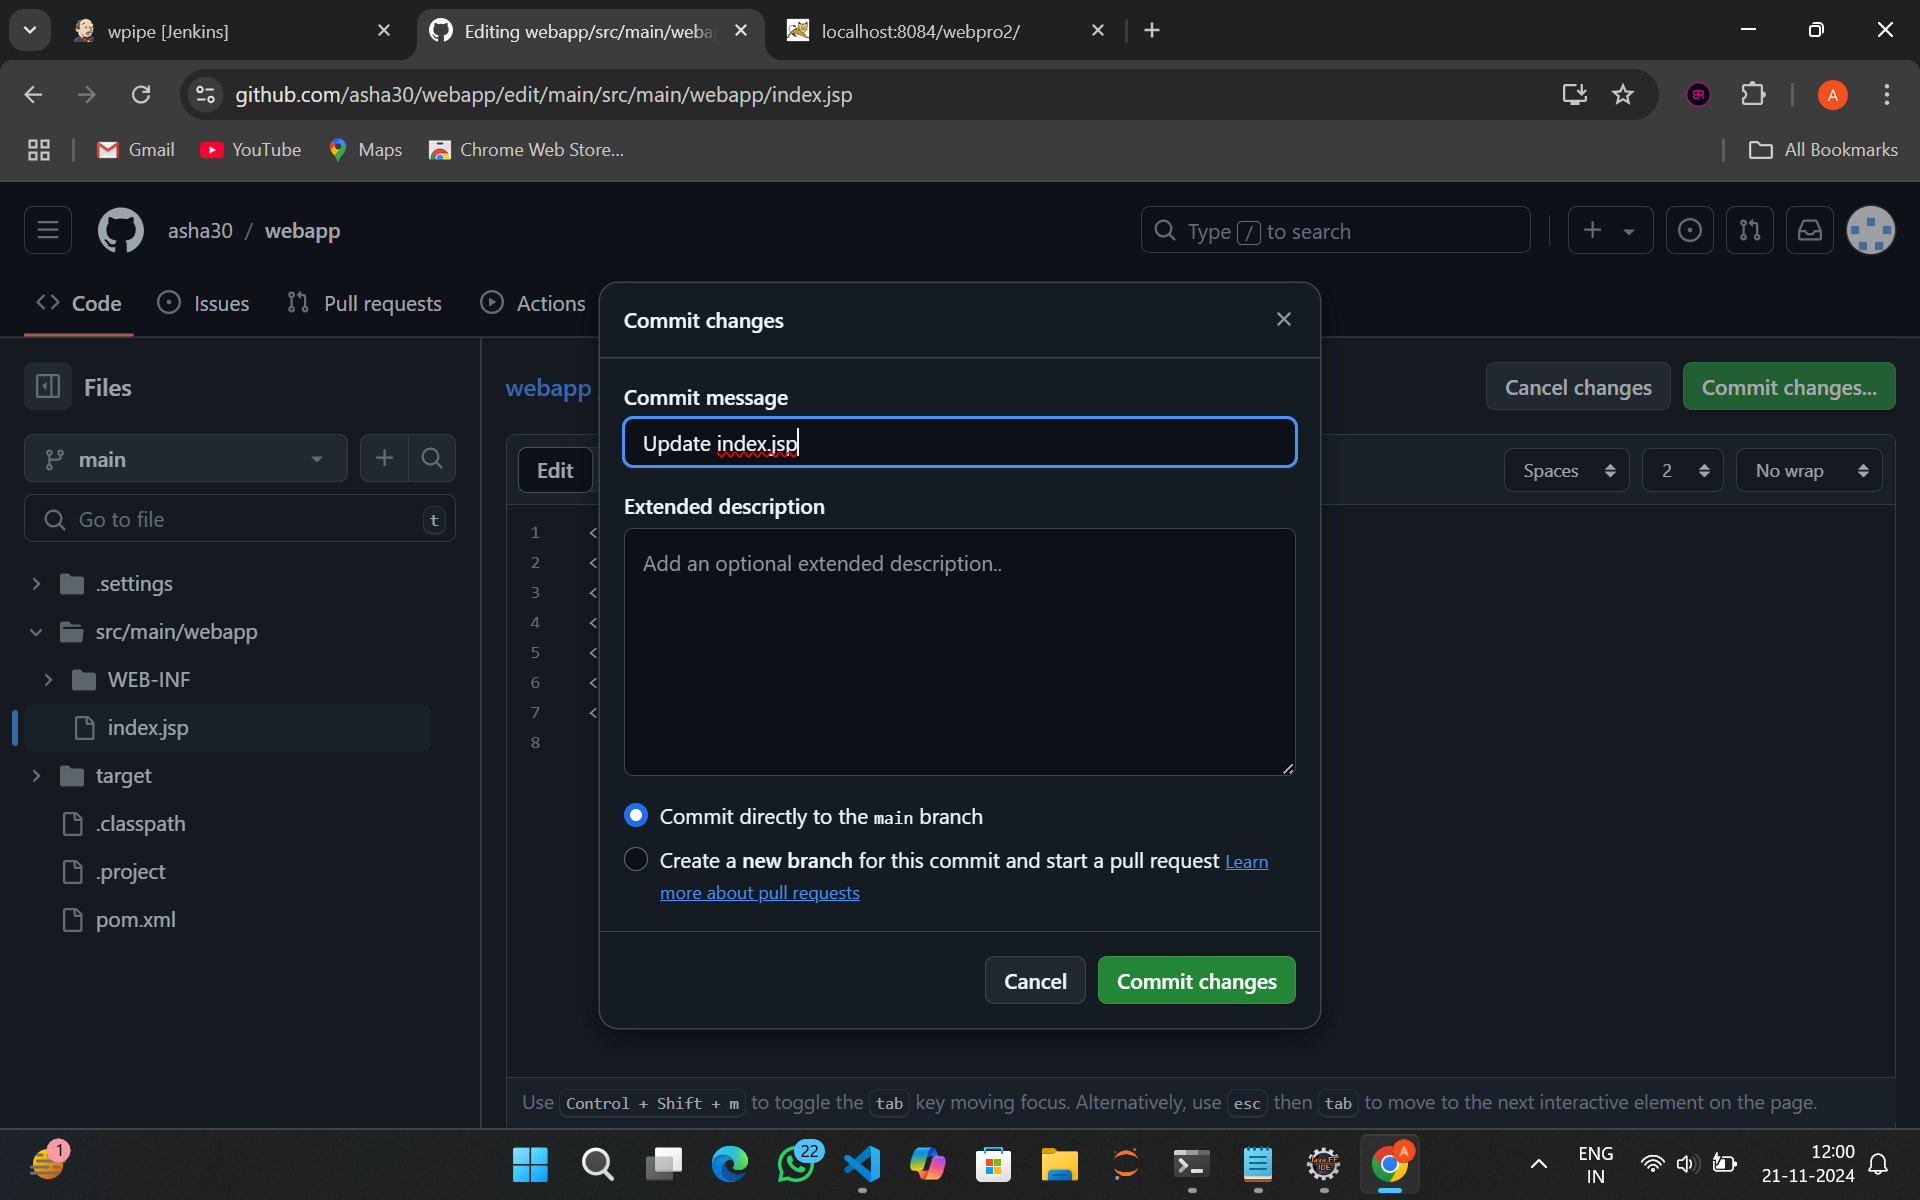 wpipe [Jenkins]
Editing webapp/src/main/weba
localhost:8084/webpro2/
github.com/asha30/webapp/edit/main/src/main/webapp/index.jsp
A
Gmail
YouTube
Maps
Chrome Web Store...
All Bookmarks
asha30 / webapp
Type / to search
Code
Issues
Pull requests
Actions
Commit changes
Files
webapp
Cancel changes
Commit changes...
Commit message
Update index.jsp
main
Edit
Spaces
2
No wrap
Go to file
t
Extended description
Add an optional extended description..
1 <
2 <
3 <
4 <
5 <
6 <
7 <
8
.settings
src/main/webapp
WEB-INF
index.jsp
target
.classpath
.project
pom.xml
Commit directly to the main branch
Create a new branch for this commit and start a pull request Learn
more about pull requests
Cancel
Commit changes
Use Control + Shift + m to toggle the tab key moving focus. Alternatively, use esc then tab to move to the next interactive element on the page.
1
22
A
ENG
IN
12:00
21-11-2024